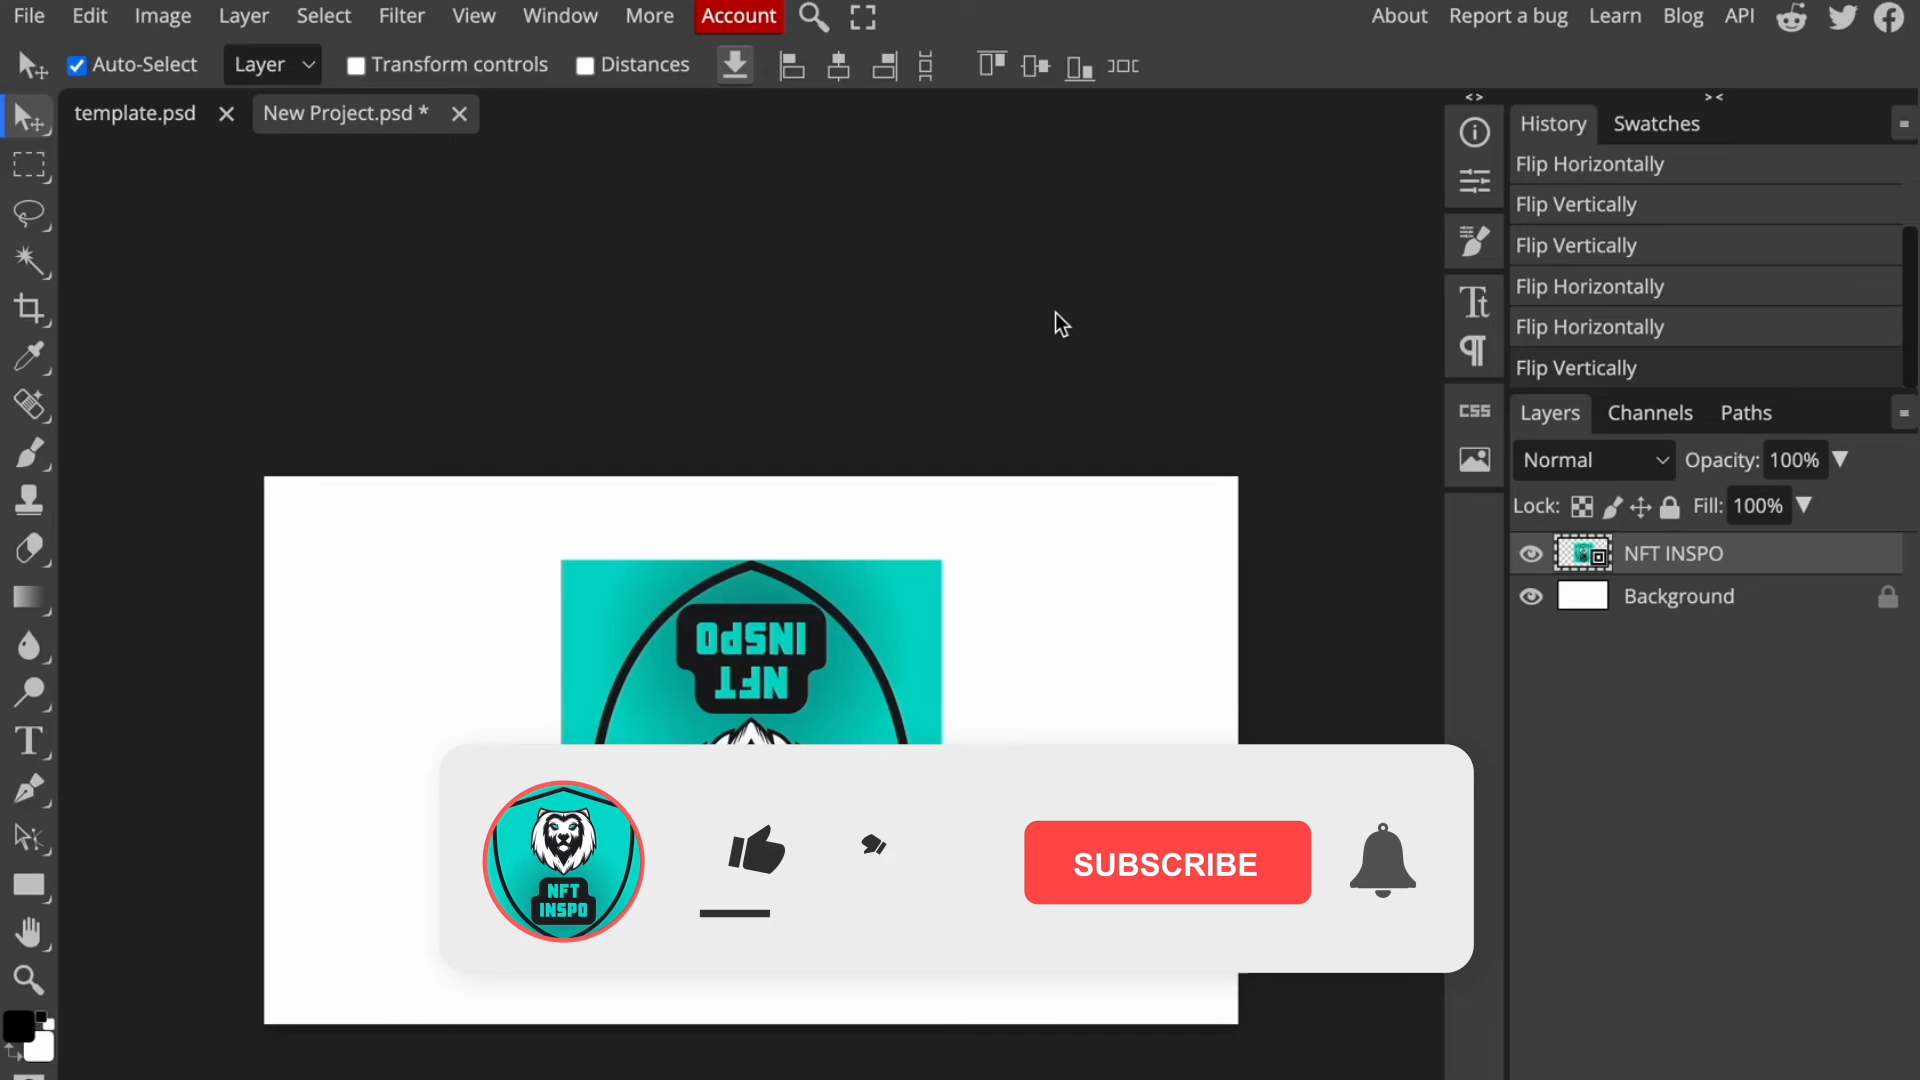 File Edit Image Layer Select Filter View Window More Account About Report a bug Learn Blog API
Auto-Select Layer Transform controls Distances
template.psd New Project.psd *
History Swatches
Flip Horizontally
Flip Vertically
Flip Vertically
Flip Horizontally
Flip Horizontally
Flip Vertically
CSS
Layers Channels Paths
Normal Opacity: 100%
Lock: Fill: 100%
NFT INSPO
Background
INSPO
NFT
NFT
INSPO
SUBSCRIBE